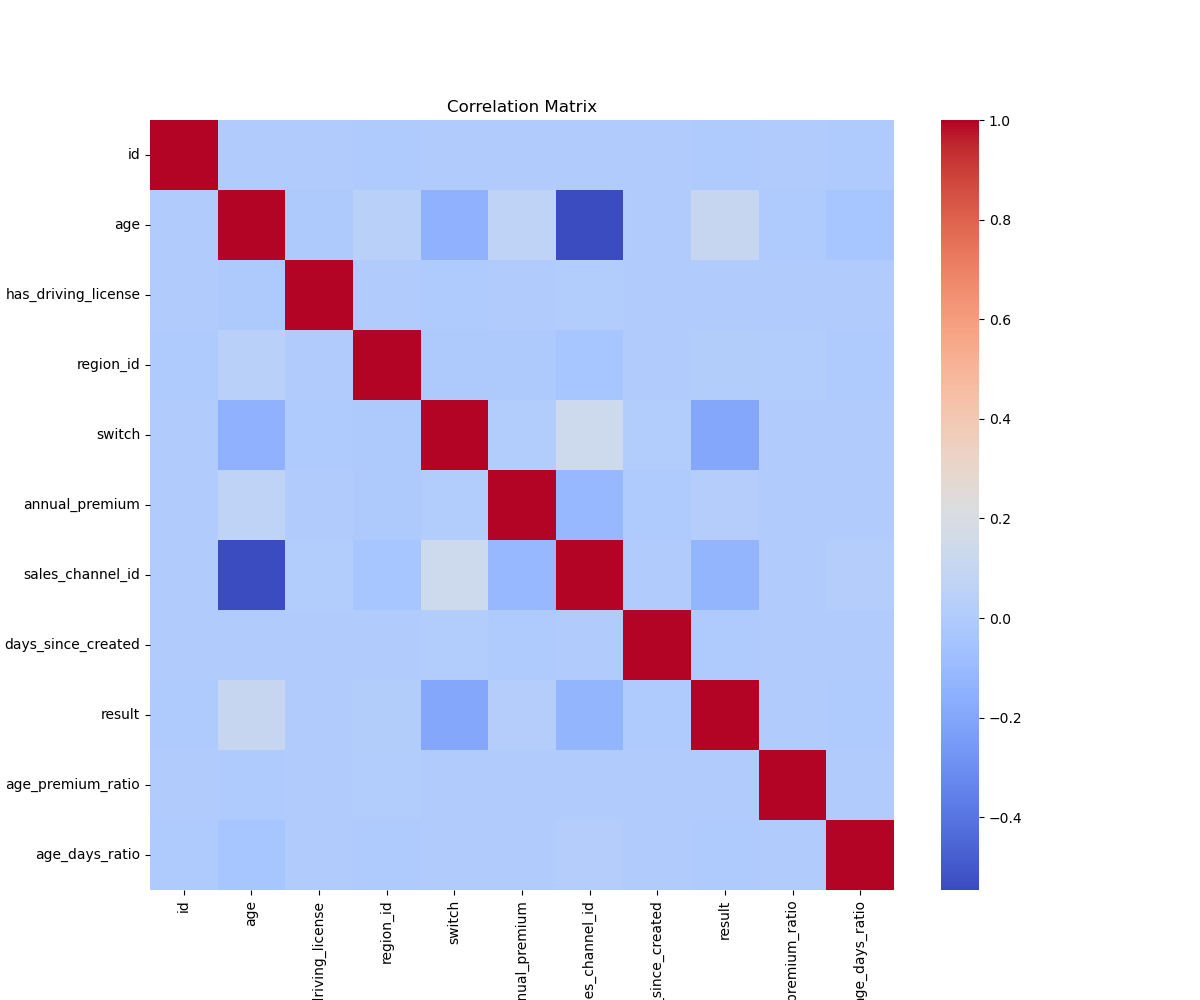 Correlation Matrix
id
age
has_driving_license
region_id
switch
annual_premium
sales_channel_id
days_since_created
result
age_premium_ratio
age_days_ratio
1.0
0.8
0.6
0.4
0.2
0.0
−0.2
−0.4
id
age
driving_license
region_id
switch
nual_premium
es_channel_id
_since_created
result
premium_ratio
ge_days_ratio